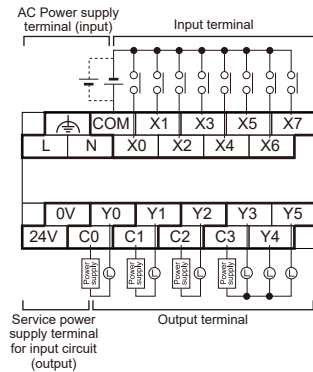 AC Power supply
terminal (input)
Input terminal
COM X1 X3 X5 X7
L N X0 X2 X4 X6
0V Y0 Y1 Y2 Y3 Y5
24V C0 C1 C2 C3 Y4
Power supply L Power supply L Power supply L Power supply L L L
Service power
supply terminal
for input circuit
(output)
Output terminal